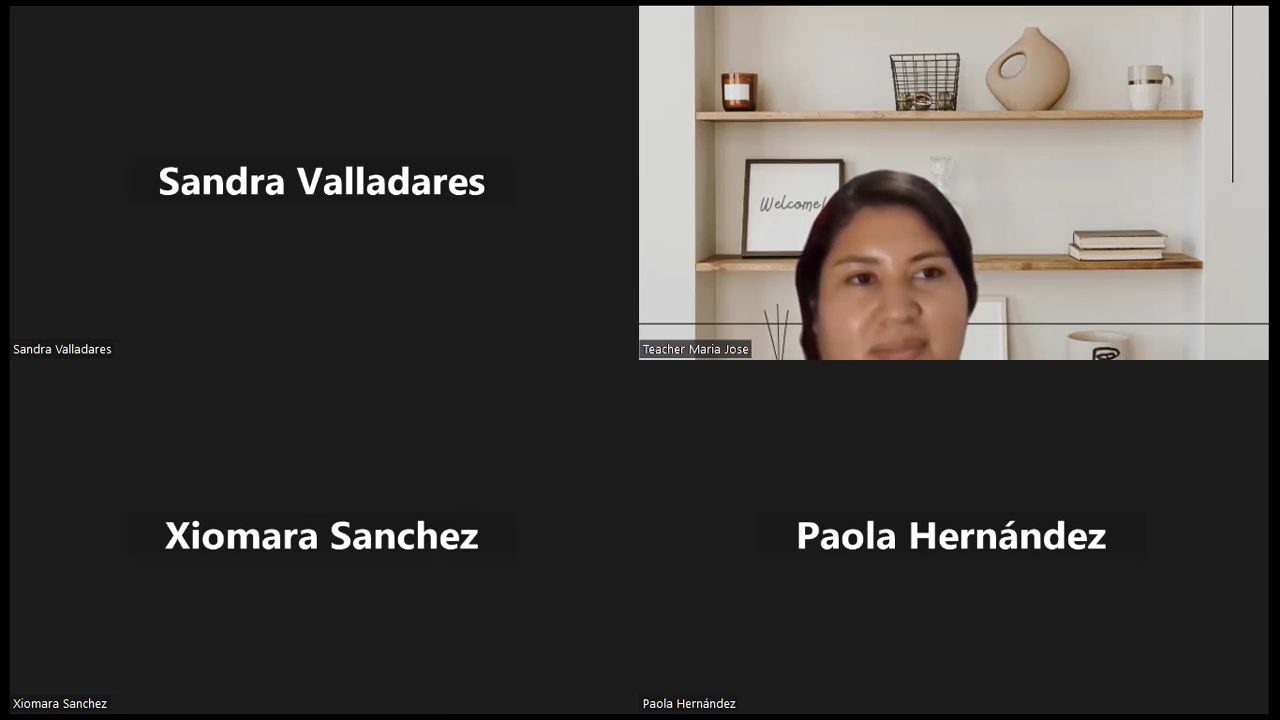 Sandra Valladares
Sandra Valladares
Welcome!
Teacher Maria Jose
Xiomara Sanchez
Xiomara Sanchez
Paola Hernández
Paola Hernández